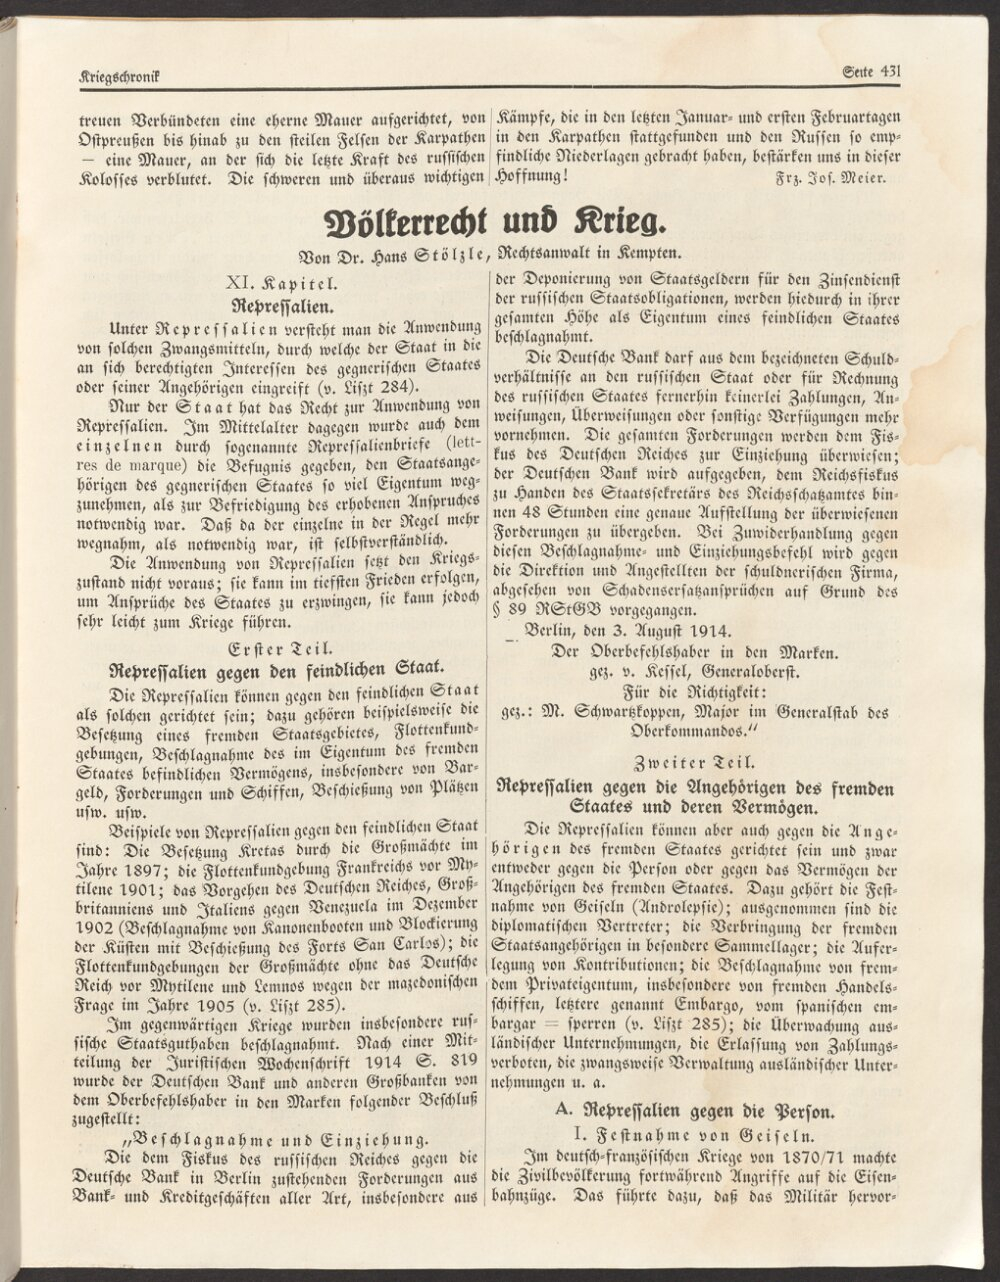 Kriegschronik
Seite 431
treuen Verbündeten eine eherne Mauer aufgerichtet, von
Ostpreußen bis hinab zu den steilen Felsen der Karpathen
— eine Mauer, an der sich die letzte Kraft des russischen
Kolosses verblutet. Die schweren und überaus wichtigen
Kämpfe, die in den letzten Januar- und ersten Februartagen
in den Karpathen stattgefunden und den Russen so emp-
findliche Niederlagen gebracht haben, bestärken uns in dieser
Hoffnung! Frz. Jos. Meier.
Völkerrecht und Krieg.
Von Dr. Hans Stölzle, Rechtsanwalt in Kempten.
XI. Kapitel.
Repressalien.
Unter Repressalien versteht man die Anwendung
von solchen Zwangsmitteln, durch welche der Staat in die
an sich berechtigten Interessen des gegnerischen Staates
oder seiner Angehörigen eingreift (v. Liszt 284).
Nur der Staat hat das Recht zur Anwendung von
Repressalien. Im Mittelalter dagegen wurde auch dem
einzelnen durch sogenannte Repressalienbriefe (lett-
res de marque) die Befugnis gegeben, den Staatsange-
hörigen des gegnerischen Staates so viel Eigentum weg-
zunehmen, als zur Befriedigung des erhobenen Anspruches
notwendig war. Daß da der einzelne in der Regel mehr
wegnahm, als notwendig war, ist selbstverständlich.
Die Anwendung von Repressalien setzt den Kriegs-
zustand nicht voraus; sie kann im tiefsten Frieden erfolgen,
um Ansprüche des Staates zu erzwingen, sie kann jedoch
sehr leicht zum Kriege führen.
Erster Teil.
Repressalien gegen den feindlichen Staat.
Die Repressalien können gegen den feindlichen Staat
als solchen gerichtet sein; dazu gehören beispielsweise die
Besetzung eines fremden Staatsgebietes, Flottenkund-
gebungen, Beschlagnahme des im Eigentum des fremden
Staates befindlichen Vermögens, insbesondere von Bar-
geld, Forderungen und Schiffen, Beschießung von Plätzen
usw. usw.
Beispiele von Repressalien gegen den feindlichen Staat
sind: Die Besetzung Kretas durch die Großmächte im
Jahre 1897; die Flottenkundgebung Frankreichs vor My-
tilene 1901; das Vorgehen des Deutschen Reiches, Groß-
britanniens und Italiens gegen Venezuela im Dezember
1902 (Beschlagnahme von Kanonenbooten und Blockierung
der Küsten mit Beschießung des Forts San Carlos); die
Flottenkundgebungen der Großmächte ohne das Deutsche
Reich vor Mytilene und Lemnos wegen der mazedonischen
Frage im Jahre 1905 (v. Liszt 285).
Im gegenwärtigen Kriege wurden insbesondere rus-
sische Staatsguthaben beschlagnahmt. Nach einer Mit-
teilung der Juristischen Wochenschrift 1914 S. 819
wurde der Deutschen Bank und anderen Großbanken von
dem Oberbefehlshaber in den Marken folgender Beschluß
zugestellt:
„Beschlagnahme und Einziehung.
Die dem Fiskus des russischen Reiches gegen die
Deutsche Bank in Berlin zustehenden Forderungen aus
Bank- und Kreditgeschäften aller Art, insbesondere aus
der Deponierung von Staatsgeldern für den Zinsendienst
der russischen Staatsobligationen, werden hiedurch in ihrer
gesamten Höhe als Eigentum eines feindlichen Staates
beschlagnahmt.
Die Deutsche Bank darf aus dem bezeichneten Schuld-
verhältnisse an den russischen Staat oder für Rechnung
des russischen Staates fernerhin keinerlei Zahlungen, An-
weisungen, Überweisungen oder sonstige Verfügungen mehr
vornehmen. Die gesamten Forderungen werden dem Fis-
kus des Deutschen Reiches zur Einziehung überwiesen;
der Deutschen Bank wird aufgegeben, dem Reichsfiskus
zu Handen des Staatssekretärs des Reichsschatzamtes bin-
nen 48 Stunden eine genaue Aufstellung der überwiesenen
Forderungen zu übergeben. Bei Zuwiderhandlung gegen
diesen Beschlagnahme- und Einziehungsbefehl wird gegen
die Direktion und Angestellten der schuldnerischen Firma,
abgesehen von Schadensersatzansprüchen auf Grund des
§ 89 RStGB vorgegangen.
Berlin, den 3. August 1914.
Der Oberbefehlshaber in den Marken.
gez. v. Kessel, Generaloberst.
Für die Richtigkeit:
gez.: M. Schwartzkoppen, Major im Generalstab des
Oberkommandos.“
Zweiter Teil.
Repressalien gegen die Angehörigen des fremden
Staates und deren Vermögen.
Die Repressalien können aber auch gegen die Ange-
hörigen des fremden Staates gerichtet sein und zwar
entweder gegen die Person oder gegen das Vermögen der
Angehörigen des fremden Staates. Dazu gehört die Fest-
nahme von Geiseln (Androlepsie); ausgenommen sind die
diplomatischen Vertreter; die Verbringung der fremden
Staatsangehörigen in besondere Sammellager; die Aufer-
legung von Kontributionen; die Beschlagnahme von frem-
dem Privateigentum, insbesondere von fremden Handels-
schiffen, letztere genannt Embargo, vom spanischen em-
bargar = sperren (v. Liszt 285); die Überwachung aus-
ländischer Unternehmungen, die Erlassung von Zahlungs-
verboten, die zwangsweise Verwaltung ausländischer Unter-
nehmungen u. a.
A. Repressalien gegen die Person.
I. Festnahme von Geiseln.
Im deutsch-französischen Kriege von 1870/71 machte
die Zivilbevölkerung fortwährend Angriffe auf die Eisen-
bahnzüge. Das führte dazu, daß das Militär hervor-